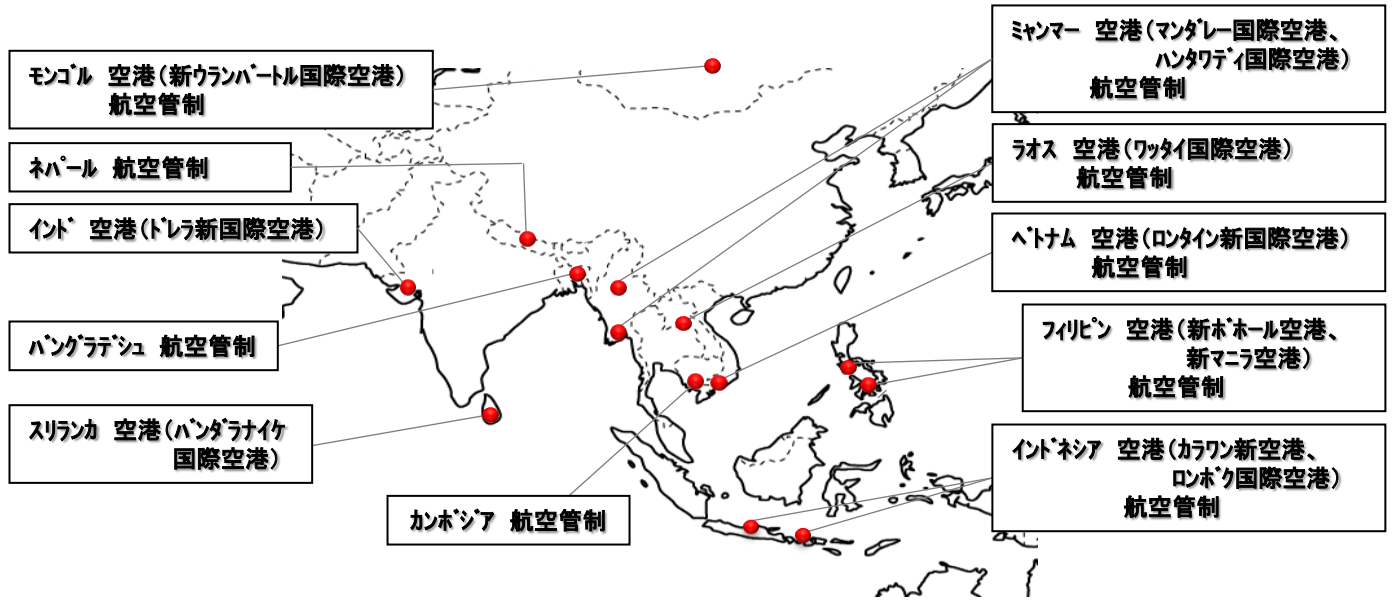 モンゴル 空港（新ウランバートル国際空港）
航空管制
ネパール 航空管制
インド 空港（ドレラ新国際空港）
バングラデシュ 航空管制
スリランカ 空港（バンダラナイケ
国際空港）
カンボジア 航空管制
ミャンマー 空港（マンダレー国際空港、
ハンタワディ国際空港）
航空管制
ラオス 空港（ワッタイ国際空港）
航空管制
ベトナム 空港（ロンタイン新国際空港）
航空管制
フィリピン 空港（新ボホール空港、
新マニラ空港）
航空管制
インドネシア 空港（カラワン新空港、
ロンボク国際空港）
航空管制